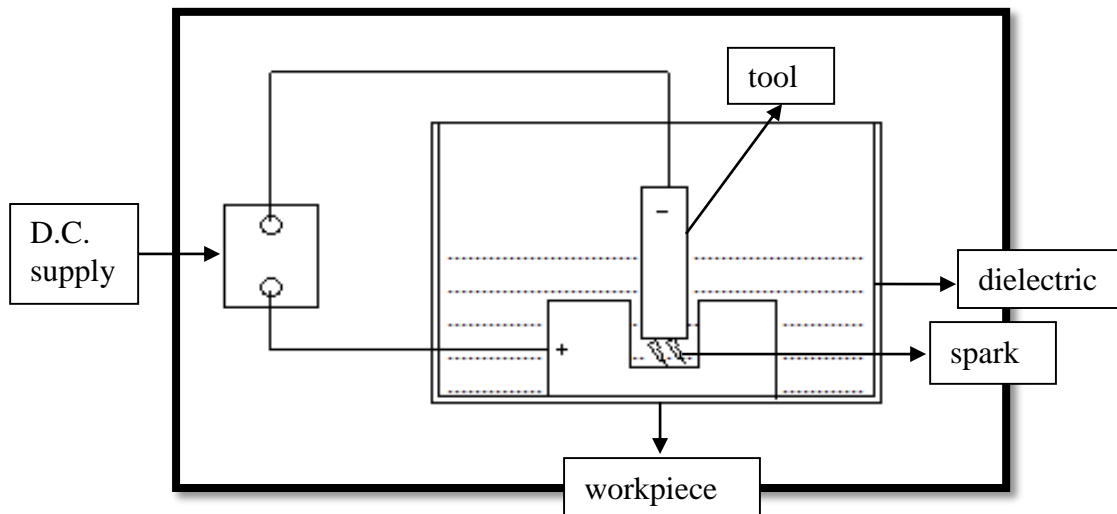 tool
D.C.
supply
-
dielectric
+
spark
workpiece